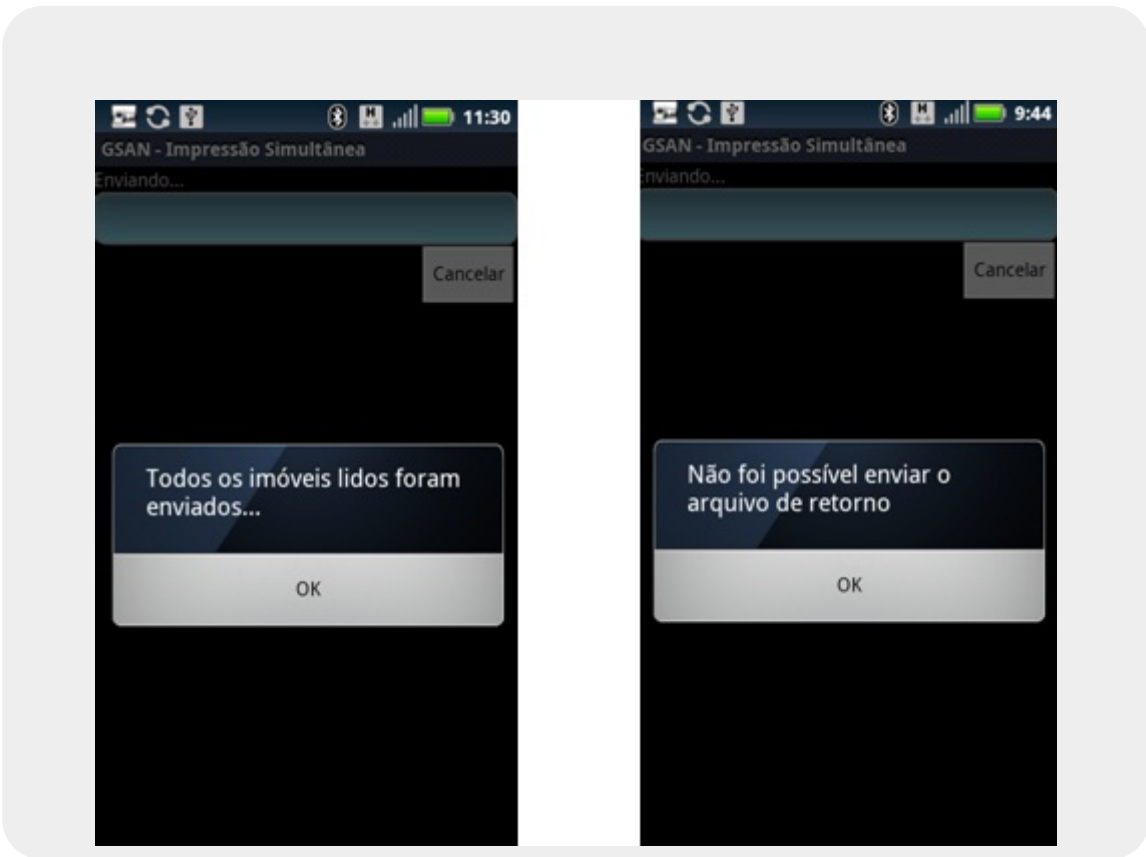 11:30
GSAN - Impressão Simultânea
Enviando...
Cancelar
Todos os imóveis lidos foram
enviados...
OK
9:44
GSAN - Impressão Simultânea
Enviando...
Cancelar
Não foi possível enviar o
arquivo de retorno
OK